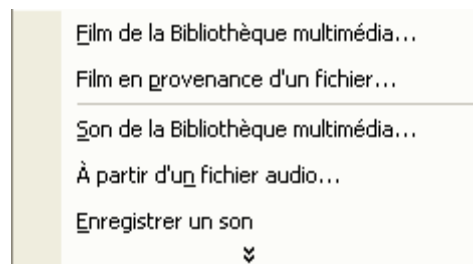 Film de la Bibliothèque multimédia...
Film en provenance d'un fichier...
Son de la Bibliothèque multimédia...
À partir d'un fichier audio...
Enregistrer un son